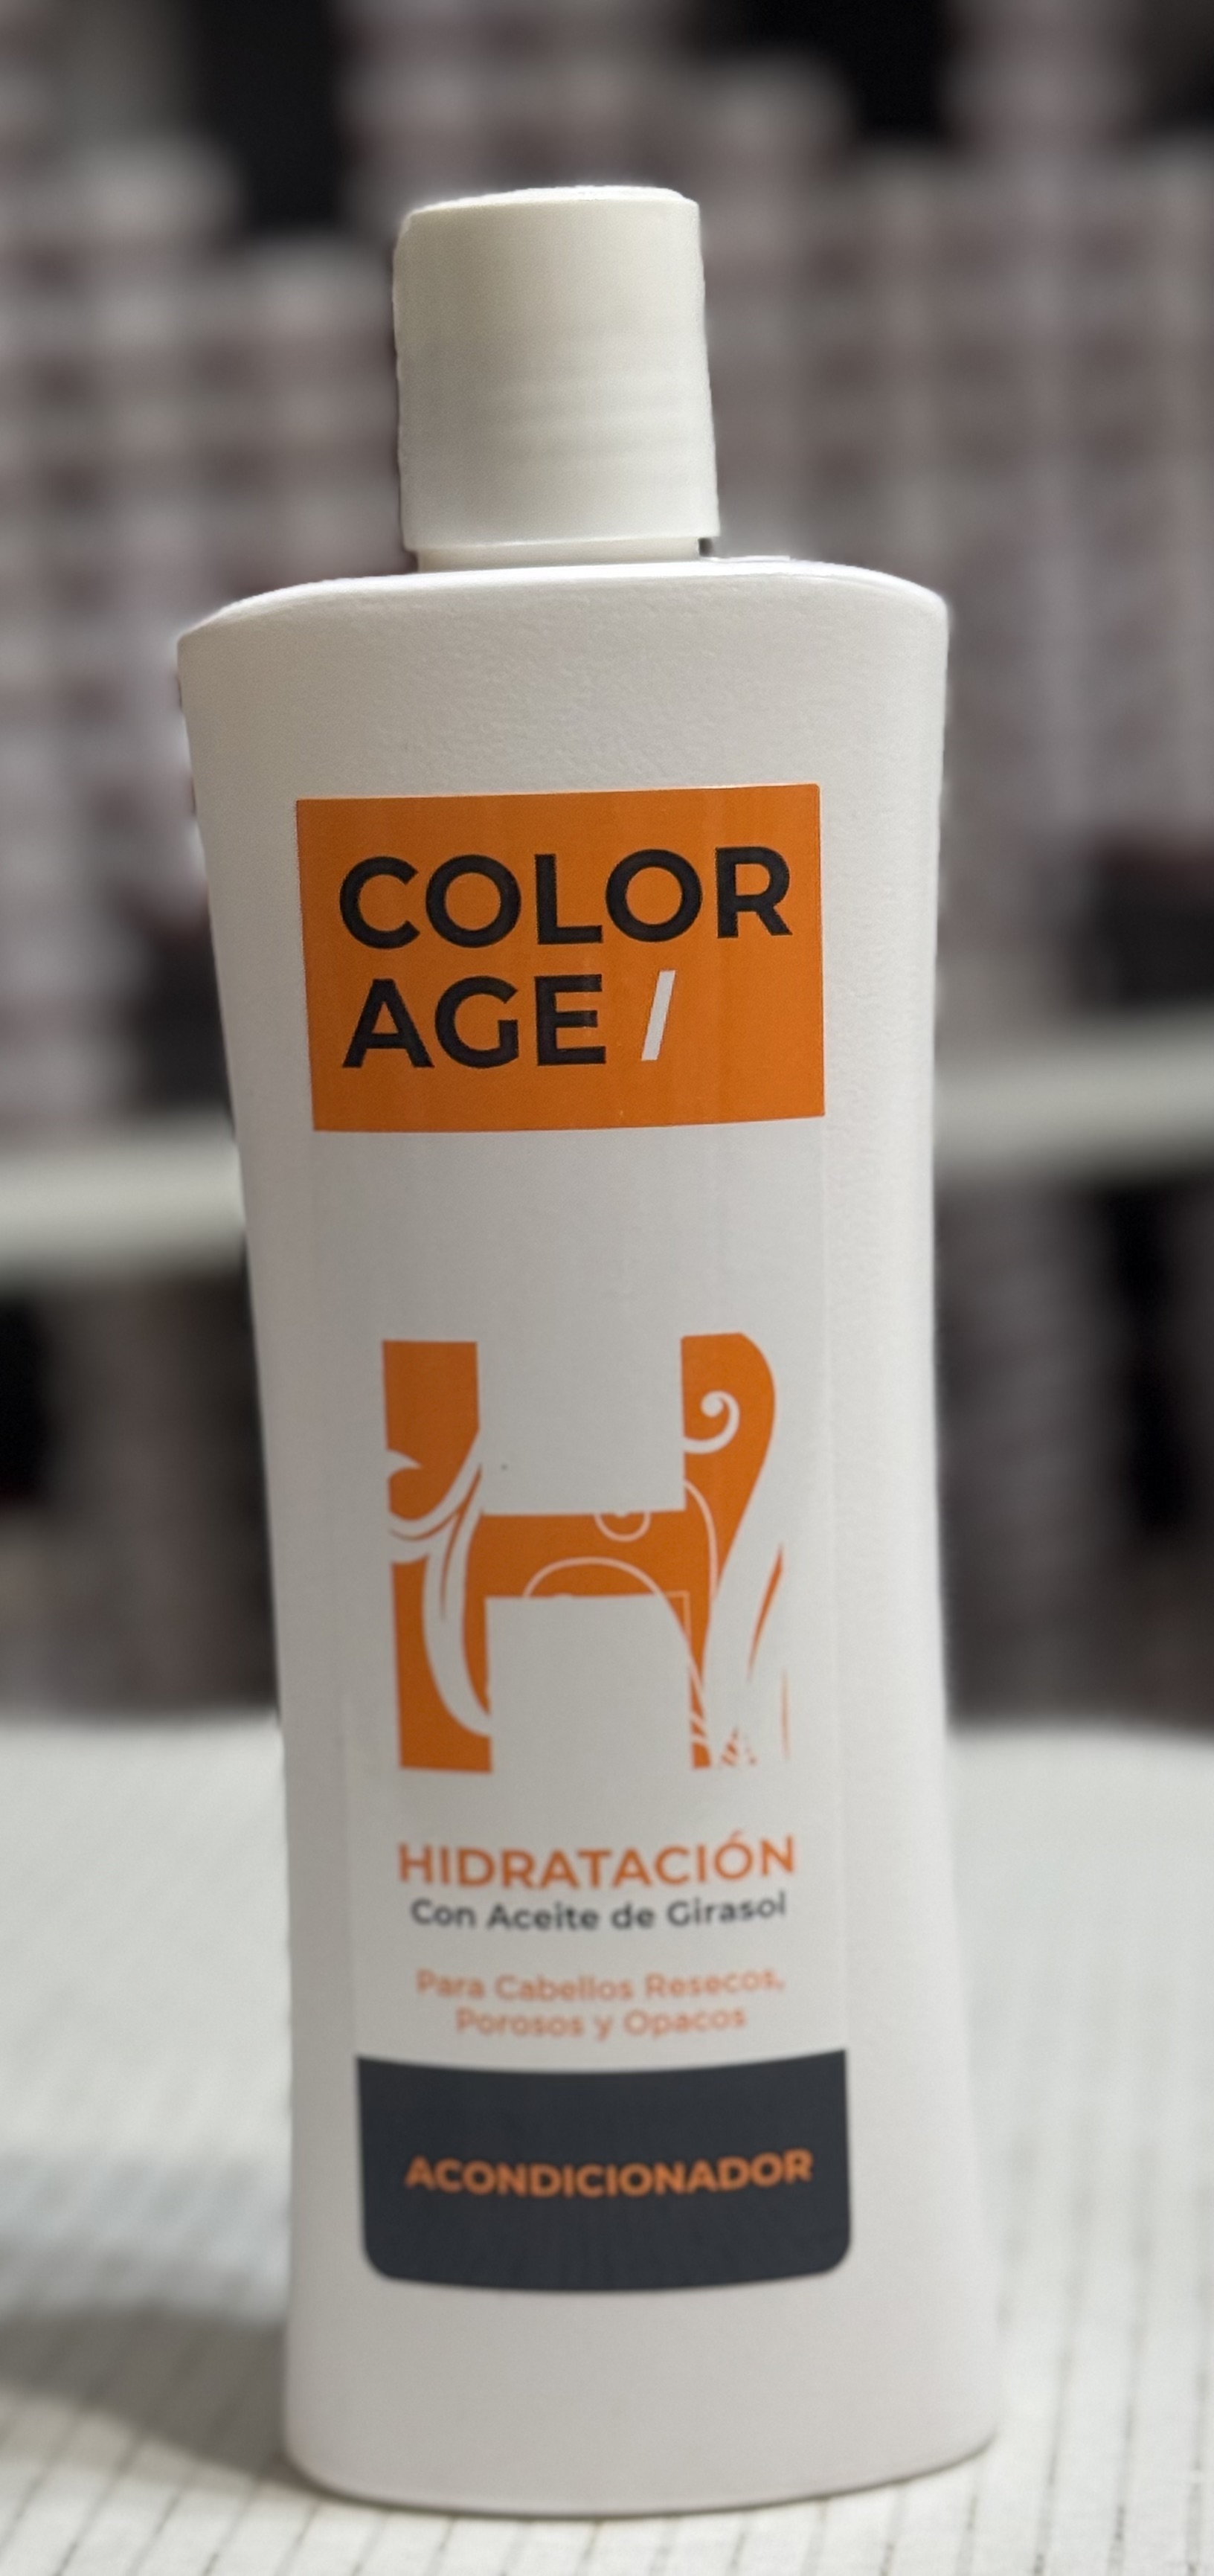 COLOR
AGE /
H
HIDRATACIÓN
Con Aceite de Girasol
Para Cabellos Resecos,
Porosos y Opacos
ACONDICIONADOR